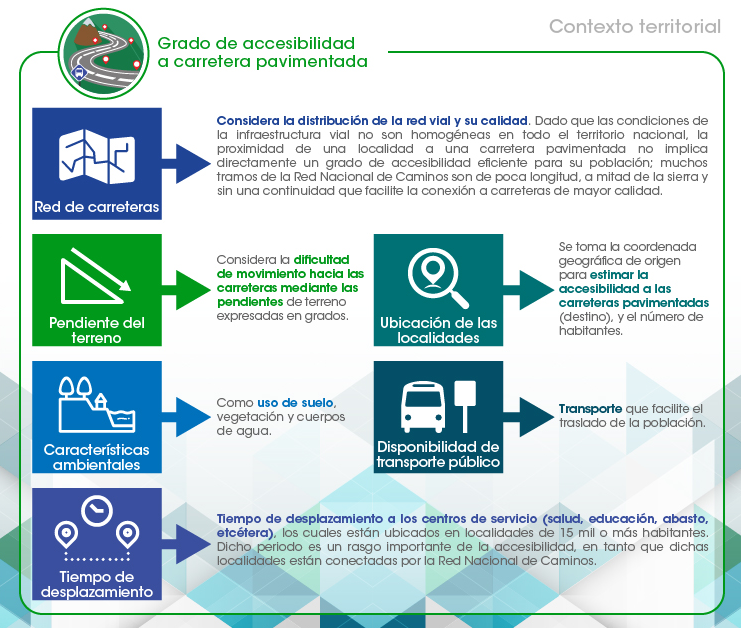 Contexto territorial
Grado de accesibilidad
a carretera pavimentada
Red de carreteras
Considera la distribución de la red vial y su calidad. Dado que las condiciones de
la infraestructura vial no son homogéneas en todo el territorio nacional, la
proximidad de una localidad a una carretera pavimentada no implica
directamente un grado de accesibilidad eficiente para su población; muchos
tramos de la Red Nacional de Caminos son de poca longitud, a mitad de la sierra y
sin una continuidad que facilite la conexión a carreteras de mayor calidad.
Pendiente del
terreno
Considera la dificultad
de movimiento hacia las
carreteras mediante las
pendientes de terreno
expresadas en grados.
Ubicación de las
localidades
Se toma la coordenada
geográfica de origen
para estimar la
accesibilidad a las
carreteras pavimentadas
(destino), y el número de
habitantes.
Características
ambientales
Como uso de suelo,
vegetación y cuerpos
de agua.
Disponibilidad de
transporte público
Transporte que facilite el
traslado de la población.
Tiempo de
desplazamiento
Tiempo de desplazamiento a los centros de servicio (salud, educación, abasto,
etcétera), los cuales están ubicados en localidades de 15 mil o más habitantes.
Dicho periodo es un rasgo importante de la accesibilidad, en tanto que dichas
localidades están conectadas por la Red Nacional de Caminos.